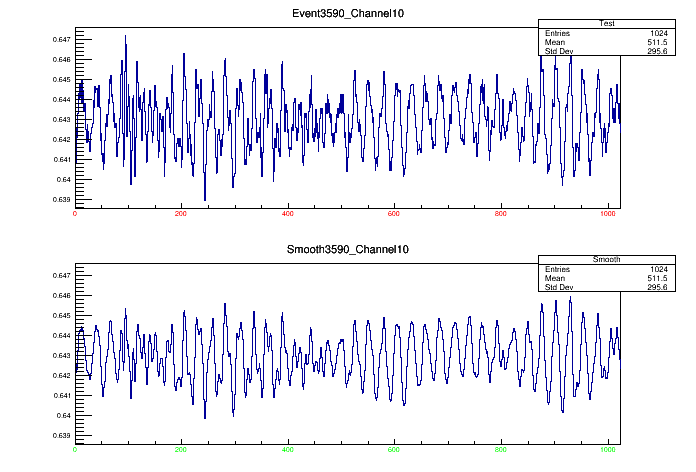 Event3590_Channel10
Test
Entries 1024
Mean 511.5
Std Dev 295.6
0.647
0.646
0.645
0.644
0.643
0.642
0.641
0.64
0.639
0 200 400 600 800 1000
Smooth3590_Channel10
Smooth
Entries 1024
Mean 511.5
Std Dev 295.6
0.647
0.646
0.645
0.644
0.643
0.642
0.641
0.64
0.639
0 200 400 600 800 1000